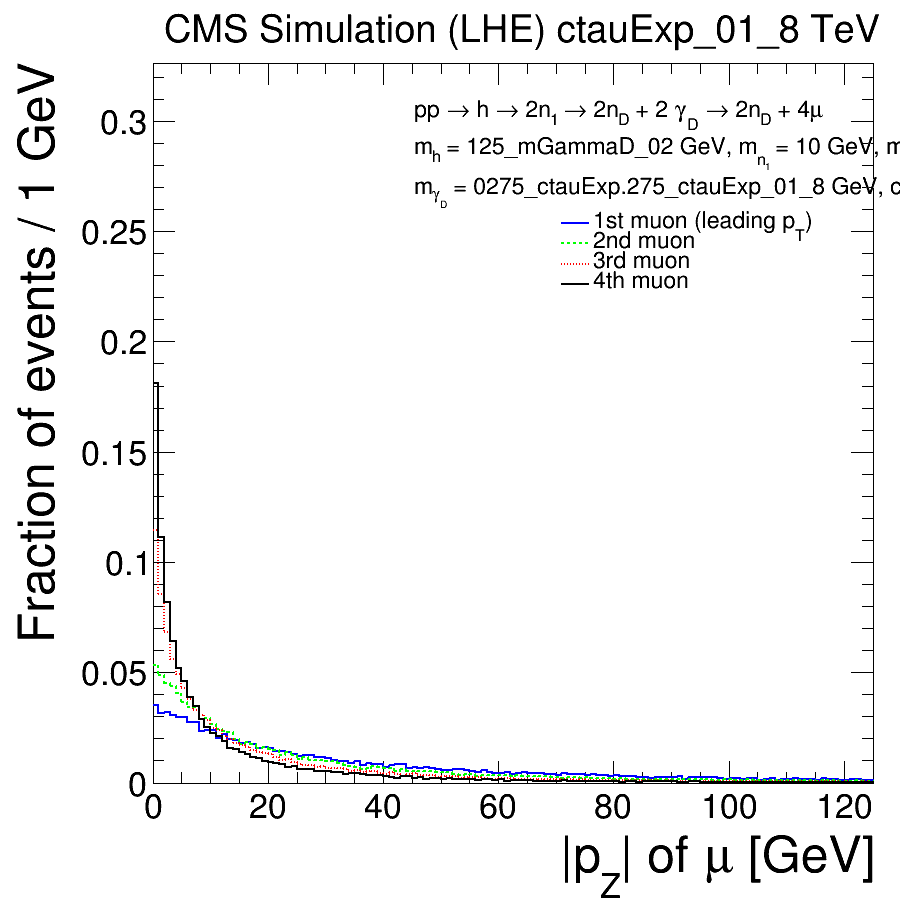 CMS Simulation (LHE) ctauExp_01_8 TeV
Fraction of events / 1 GeV
pp → h → 2n1 → 2nD + 2 γD → 2nD + 4μ
mh = 125_mGammaD_02 GeV, mn1 = 10 GeV, m
mγD = 0275_ctauExp.275_ctauExp_01_8 GeV, c
1st muon (leading pT)
2nd muon
3rd muon
4th muon
0.3
0.25
0.2
0.15
0.1
0.05
0
0 20 40 60 80 100 120
|pZ| of μ [GeV]